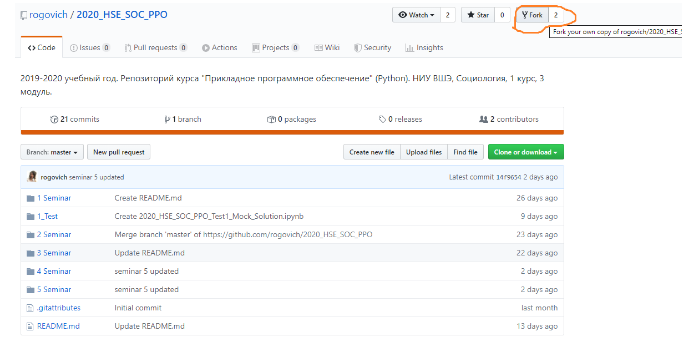 rogovich / 2020_HSE_SOC_PPO
Watch 2 Star 0 Fork 2
Fork your own copy of rogovich/2020_HSE_S
Code Issues 0 Pull requests 0 Actions Projects 0 Wiki Security Insights
2019-2020 учебный год. Репозиторий курса "Прикладное программное обеспечение" (Python). НИУ ВШЭ, Социология, 1 курс, 3
модуль.
21 commits 1 branch 0 packages 0 releases 2 contributors
Branch: master New pull request Create new file Upload files Find file Clone or download
rogovich seminar 5 updated Latest commit 14f9654 2 days ago
1 Seminar Create README.md 26 days ago
1_Test Create 2020_HSE_SOC_PPO_Test1_Mock_Solution.ipynb 9 days ago
2 Seminar Merge branch 'master' of https://github.com/rogovich/2020_HSE_SOC_PPO 23 days ago
3 Seminar Update README.md 22 days ago
4 Seminar seminar 5 updated 2 days ago
5 Seminar seminar 5 updated 2 days ago
.gitattributes Initial commit last month
README.md Update README.md 13 days ago